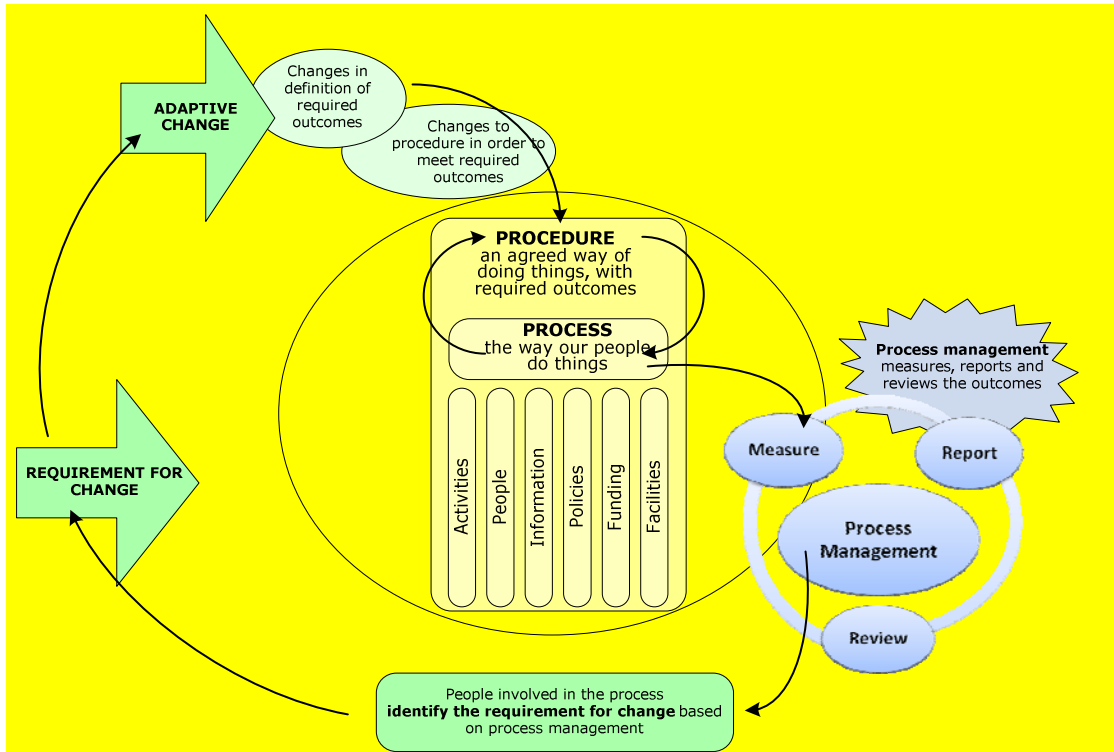 ADAPTIVE
CHANGE
Changes in
definition of
required
outcomes
Changes to
procedure in order to
meet required
outcomes
PROCEDURE
an agreed way of
doing things, with
required outcomes
PROCESS
the way our people
do things
Activities
People
Information
Policies
Funding
Facilities
Process management
measures, reports and
reviews the outcomes
Measure
Report
Process
Management
Review
REQUIREMENT FOR
CHANGE
People involved in the process
identify the requirement for change based
on process management